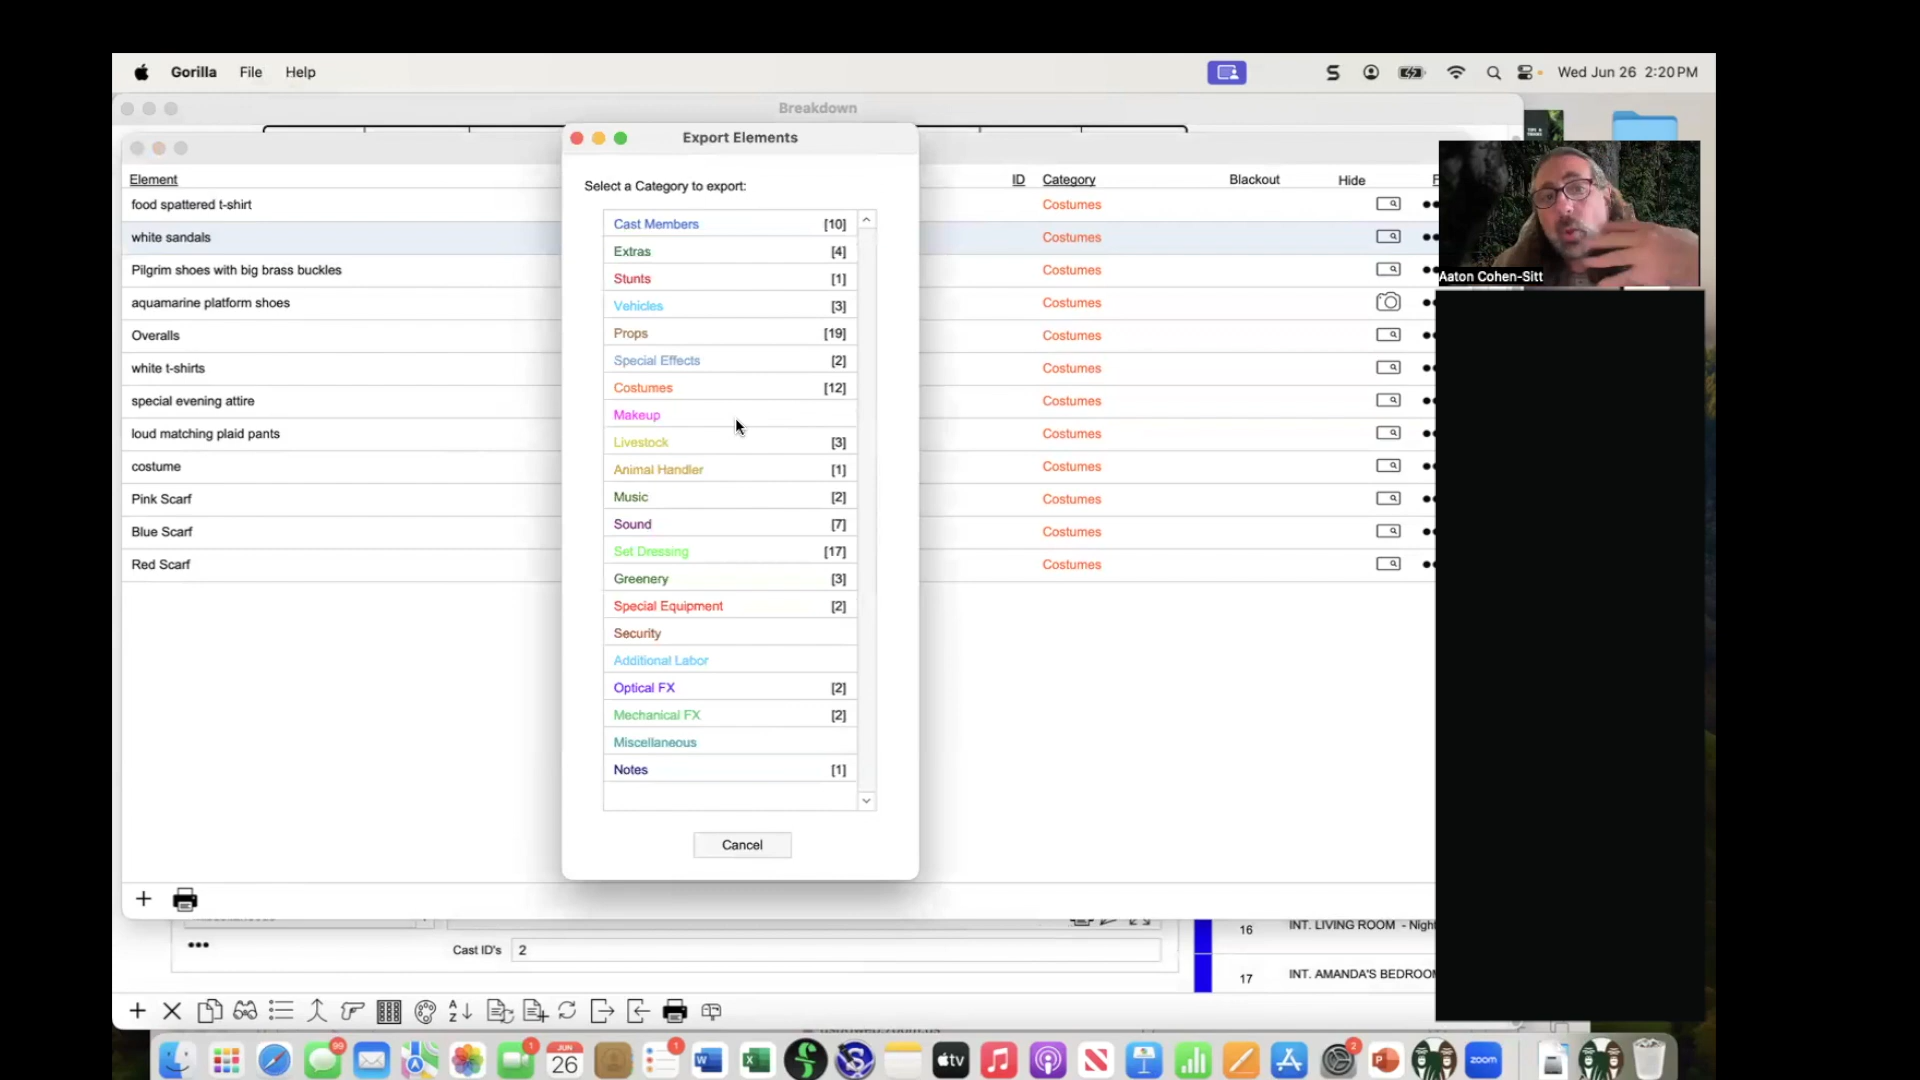 Gorilla File Help Wed Jun 26 2:20 PM
Breakdown
Export Elements
Element ID Category Blackout Hide F
Select a Category to export:
food spattered t-shirt Costumes
white sandals Costumes
Pilgrim shoes with big brass buckles Costumes
aquamarine platform shoes Costumes
Overalls Costumes
white t-shirts Costumes
special evening attire Costumes
loud matching plaid pants Costumes
costume Costumes
Pink Scarf Costumes
Blue Scarf Costumes
Red Scarf Costumes
Cast Members [10]
Extras [4]
Stunts [1]
Vehicles [3]
Props [19]
Special Effects [2]
Costumes [12]
Makeup
Livestock [3]
Animal Handler [1]
Music [2]
Sound [7]
Set Dressing [17]
Greenery [3]
Special Equipment [2]
Security
Additional Labor
Optical FX [2]
Mechanical FX [2]
Miscellaneous
Notes [1]
Cancel
Aaton Cohen-Sitt
Cast ID's 2
16 INT. LIVING ROOM - Nigh
17 INT. AMANDA'S BEDROO
A
Z
99
1
JUN
26
1
tv
2
zoom